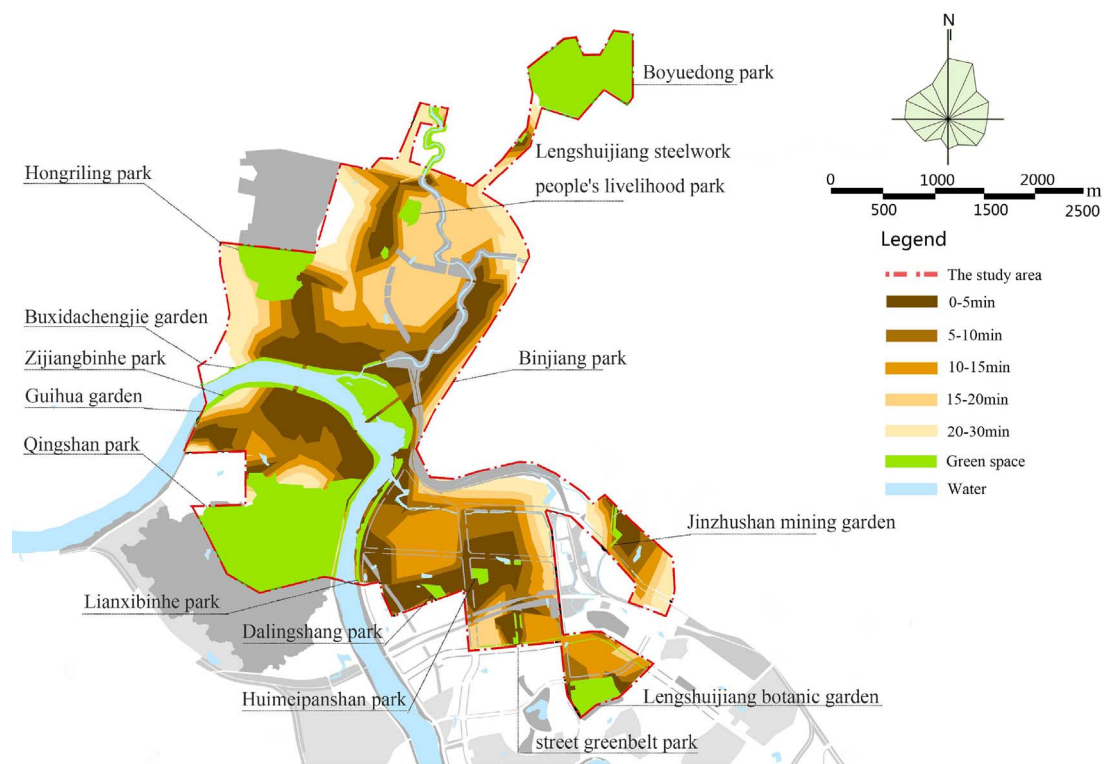 N
Boyuedong park
Lengshuijiang steelwork
people's livelihood park
Hongriling park
0 1000 2000 m
500 1500 2500
Legend
The study area
0-5min
5-10min
10-15min
15-20min
20-30min
Green space
Water
Buxidachengjie garden
Zijiangbinhe park
Guihua garden
Qingshan park
Binjiang park
Jinzhushan mining garden
Lianxibinhe park
Dalingshang park
Huimeipanshan park
Lengshuijiang botanic garden
street greenbelt park